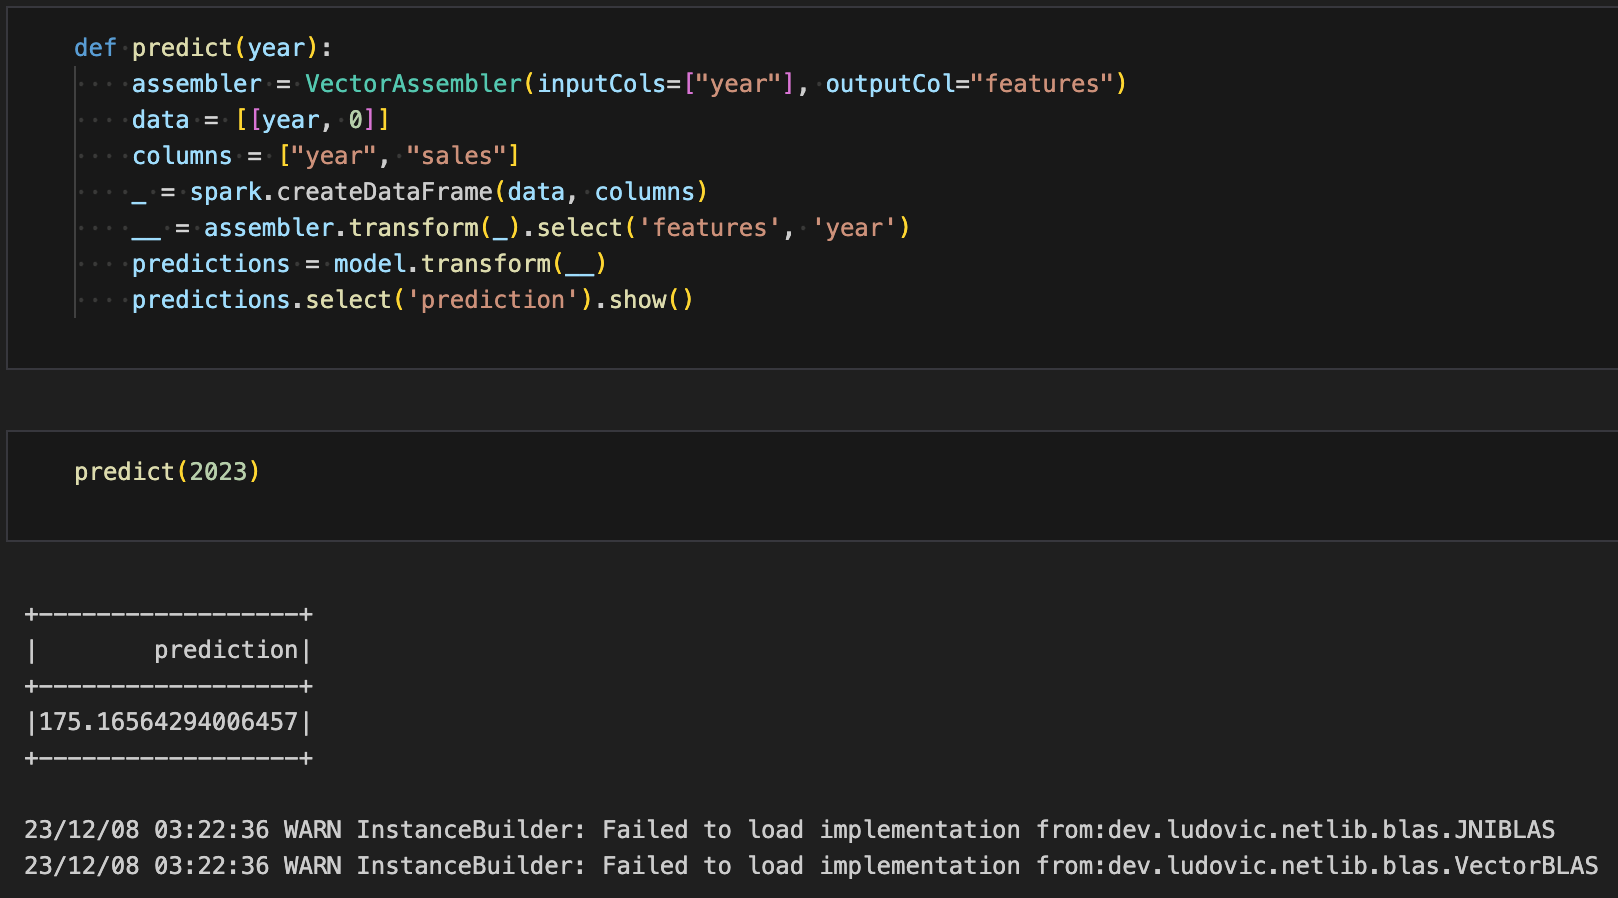 def predict(year):
    assembler = VectorAssembler(inputCols=["year"], outputCol="features")
    data = [[year, 0]]
    columns = ["year", "sales"]
    _ = spark.createDataFrame(data, columns)
    __ = assembler.transform(_).select('features', 'year')
    predictions = model.transform(__)
    predictions.select('prediction').show()
predict(2023)
+------------------+
|        prediction|
+------------------+
|175.16564294006457|
+------------------+
23/12/08 03:22:36 WARN InstanceBuilder: Failed to load implementation from:dev.ludovic.netlib.blas.JNIBLAS
23/12/08 03:22:36 WARN InstanceBuilder: Failed to load implementation from:dev.ludovic.netlib.blas.VectorBLAS